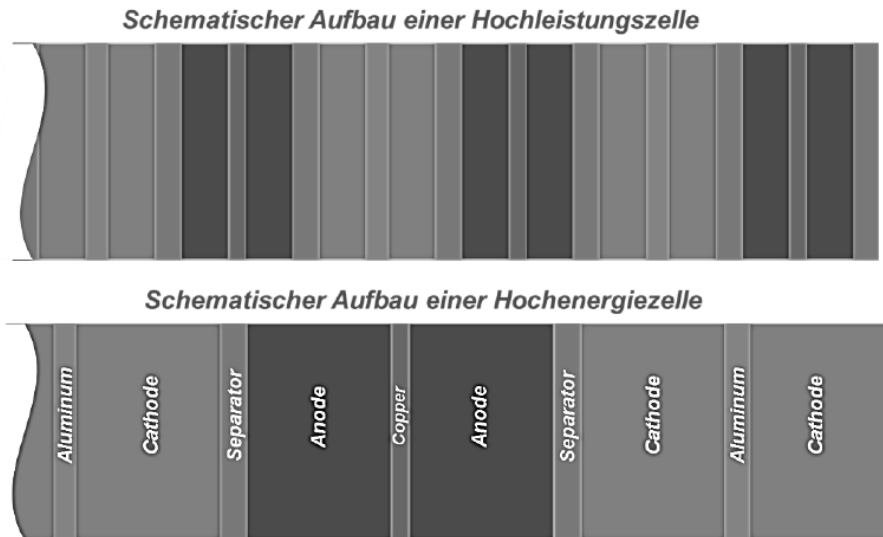 Schematischer Aufbau einer Hochleistungszelle
Schematischer Aufbau einer Hochenergiezelle
Aluminum
Cathode
Separator
Anode
Copper
Anode
Separator
Cathode
Aluminum
Cathode